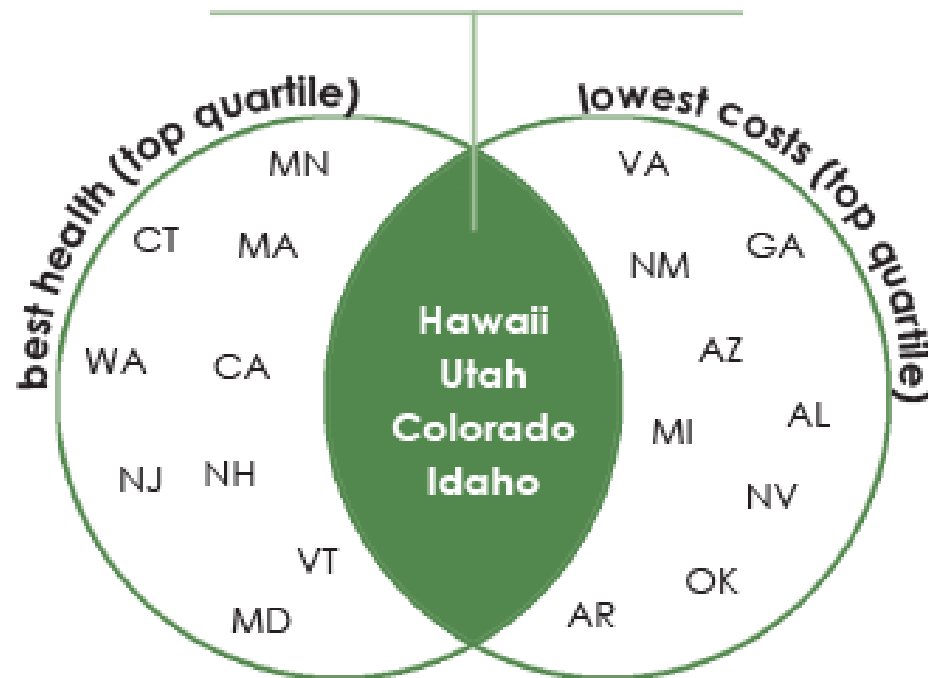 best health (top quartile)
lowest costs (top quartile)
MN
CT
MA
WA
CA
NJ
NH
VT
MD
Hawaii
Utah
Colorado
Idaho
VA
NM
GA
AZ
MI
AL
NV
OK
AR